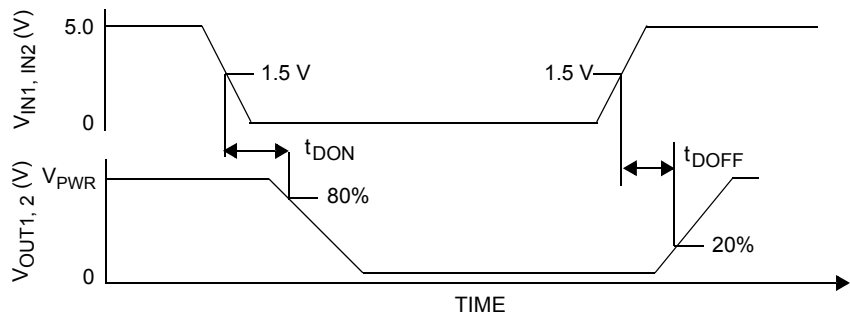 V_IN1, IN2 (V)
5.0
1.5 V
1.5 V
0
t_DON
t_DOFF
V_OUT1, 2 (V)
V_PWR
80%
20%
0
TIME